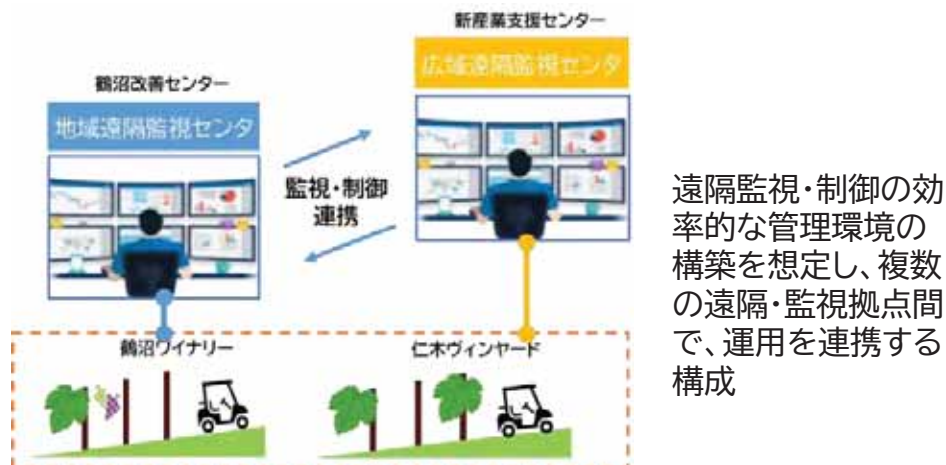 新産業支援センター
広域遠隔監視センタ
鶴沼改善センター
地域遠隔監視センタ
監視・制御
連携
鶴沼ワイナリー
仁木ヴィンヤード
遠隔監視・制御の効
率的な管理環境の
構築を想定し、複数
の遠隔・監視拠点間
で、運用を連携する
構成